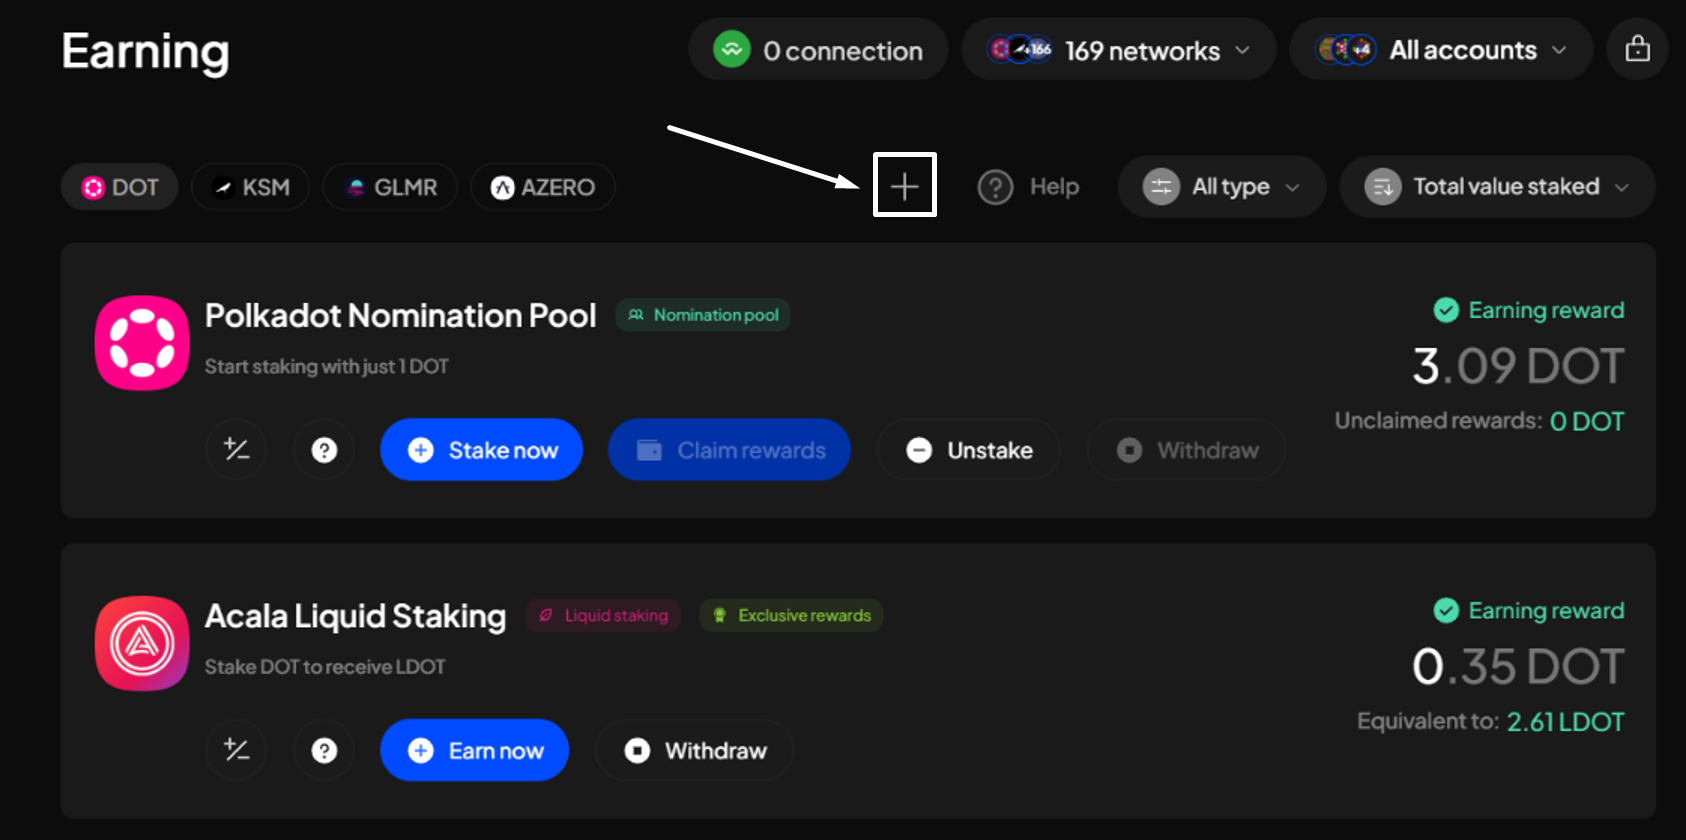 Earning
0 connection
+166 169 networks
+4 All accounts
DOT KSM GLMR AZERO
Help
All type
Total value staked
Polkadot Nomination Pool
Nomination pool
Start staking with just 1 DOT
Earning reward
3.09 DOT
Unclaimed rewards: 0 DOT
Stake now
Claim rewards
Unstake
Withdraw
Acala Liquid Staking
Liquid staking
Exclusive rewards
Stake DOT to receive LDOT
Earning reward
0.35 DOT
Equivalent to: 2.61 LDOT
Earn now
Withdraw